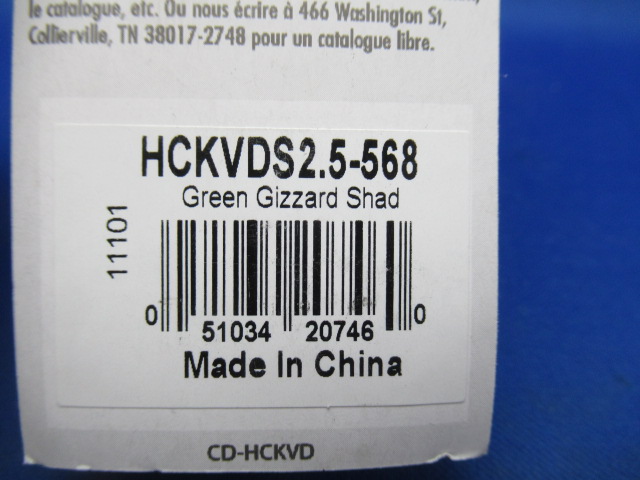 le catalogue, etc. Ou nous écrire à 466 Washington St,
Collierville, TN 38017-2748 pour un catalogue libre.
HCKVDS2.5-568
Green Gizzard Shad
11101
0 51034 20746 0
Made In China
CD-HCKVD